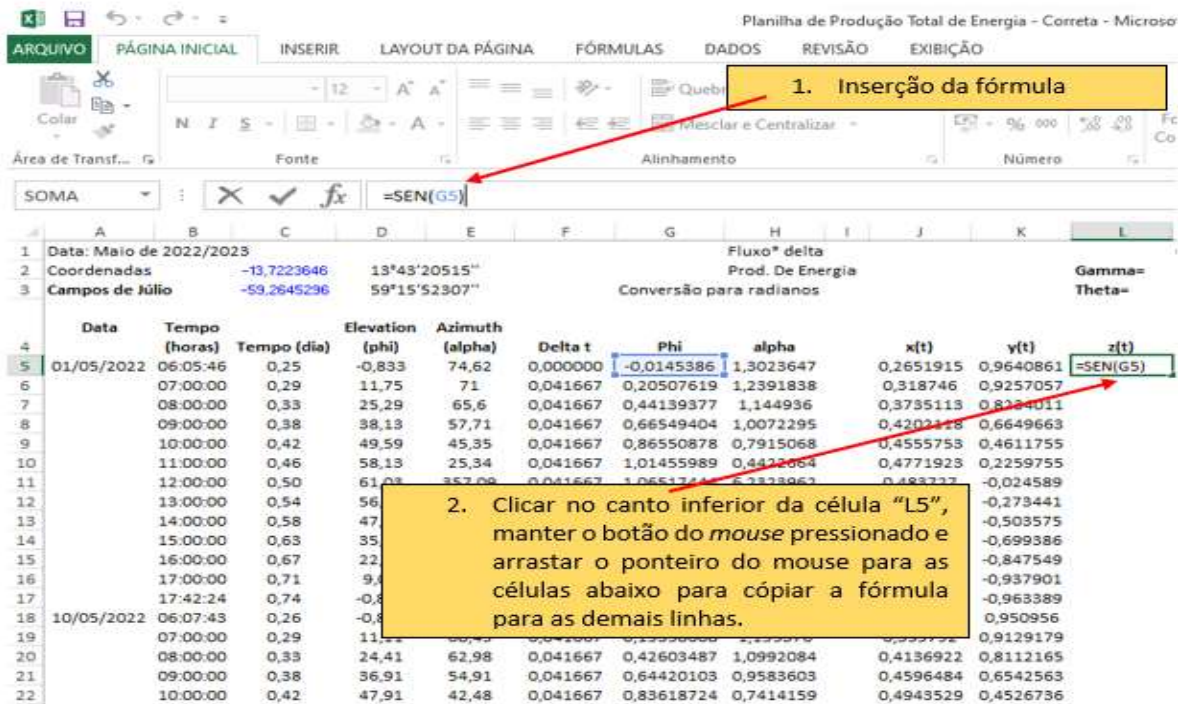 Planilha de Produção Total de Energia - Correta - Microso
ARQUIVO PÁGINA INICIAL INSERIR LAYOUT DA PÁGINA FÓRMULAS DADOS REVISÃO EXIBIÇÃO
1. Inserção da fórmula
12 A A Quebr
Colar N I S A Mesclar e Centralizar % 000 Co
Área de Transf... Fonte Alinhamento Número
SOMA fx =SEN(G5)
A B C D E F G H I J K L
1 Data: Maio de 2022/2023 Fluxo* delta
2 Coordenadas -13,7223646 13°43'20515'' Prod. De Energia Gamma=
3 Campos de Júlio -59,2645296 59°15'52307'' Conversão para radianos Theta=
Data Tempo Elevation Azimuth
4 (horas) Tempo (dia) (phi) (alpha) Delta t Phi alpha x(t) y(t) z(t)
5 01/05/2022 06:05:46 0,25 -0,833 74,62 0,000000 -0,0145386 1,3023647 0,2651915 0,9640861 =SEN(G5)
6 07:00:00 0,29 11,75 71 0,041667 0,20507619 1,2391838 0,318746 0,9257057
7 08:00:00 0,33 25,29 65,6 0,041667 0,44139377 1,144936 0,3735113
8 09:00:00 0,38 38,13 57,71 0,041667 0,66549404 1,0072295 0,6649663
9 10:00:00 0,42 49,59 45,35 0,041667 0,86550878 0,7915068 0,4555753 0,4611755
10 11:00:00 0,46 58,13 25,34 0,041667 1,01455989 0,4771923 0,2259755
11 12:00:00 0,50 61,03 357,09 0,041667 -0,024589
12 13:00:00 0,54 56, -0,273441
2. Clicar no canto inferior da célula “L5”,
13 14:00:00 0,58 47, -0,503575
manter o botão do mouse pressionado e
14 15:00:00 0,63 35, -0,699386
arrastar o ponteiro do mouse para as
15 16:00:00 0,67 22, -0,847549
células abaixo para cópiar a fórmula
16 17:00:00 0,71 -0,937901
para as demais linhas.
17 17:42:24 0,74 -0,963389
18 10/05/2022 06:07:43 0,26 0,950956
19 07:00:00 0,29 0,9129179
20 08:00:00 0,33 24,41 62,98 0,041667 0,42603487 1,0992084 0,4136922 0,8112165
21 09:00:00 0,38 36,91 54,91 0,041667 0,64420103 0,9583603 0,4596484 0,6542563
22 10:00:00 0,42 47,91 42,48 0,041667 0,83618724 0,7414159 0,4943529 0,4526736